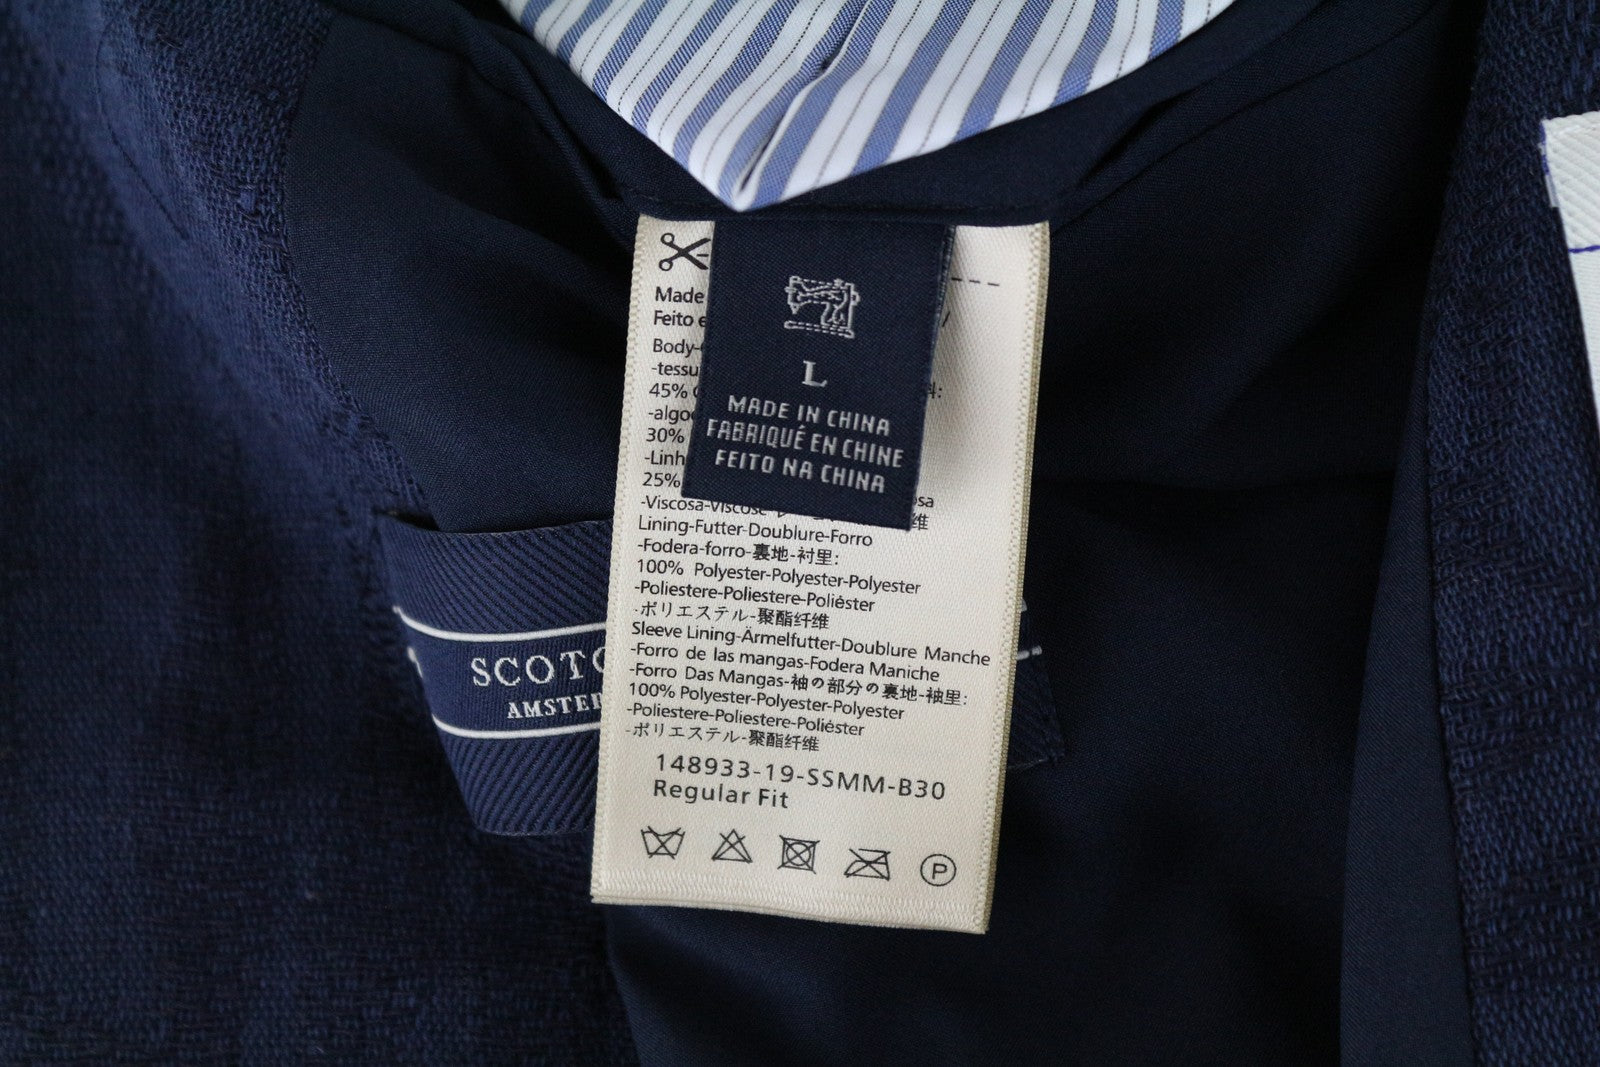 L
MADE IN CHINA
FABRIQUÉ EN CHINE
FEITO NA CHINA
Made
Feito
/
Body-
-tessu
45%
4:
-algo
30%
-Linh
25%
-Viscosa-Viscose
维
Lining-Futter-Doublure-Forro
-Fodera-forro-裏地-衬里:
100% Polyester-Polyester-Polyester
-Poliestere-Poliestere-Poliéster
-ポリエステル-聚酯纤维
Sleeve Lining-Ärmelfutter-Doublure Manche
-Forro de las mangas-Fodera Maniche
-Forro Das Mangas-袖の部分の裏地-袖里:
100% Polyester-Polyester-Polyester
-Poliestere-Poliestere-Poliéster
-ポリエステル-聚酯纤维
148933-19-SSMM-B30
Regular Fit
P
SCOTC
AMSTER